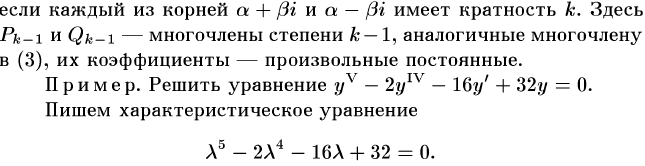 если каждый из корней α + βi и α − βi имеет кратность k. Здесь
P_{k−1} и Q_{k−1} — многочлены степени k−1, аналогичные многочлену
в (3), их коэффициенты — произвольные постоянные.
Пример. Решить уравнение y^V − 2y^IV − 16y′ + 32y = 0.
Пишем характеристическое уравнение
λ^5 − 2λ^4 − 16λ + 32 = 0.